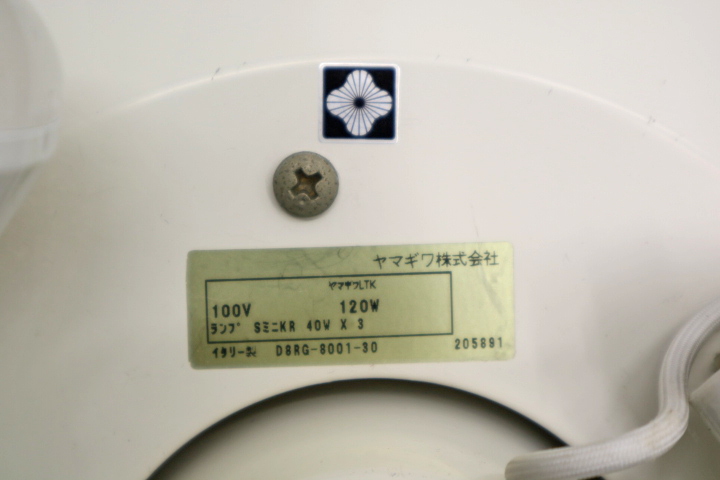 ヤマギワ株式会社
ヤマギワLTK
100V 120W
ランプ SミニKR 40W X 3
イタリー製 D8RG-8001-30 205891